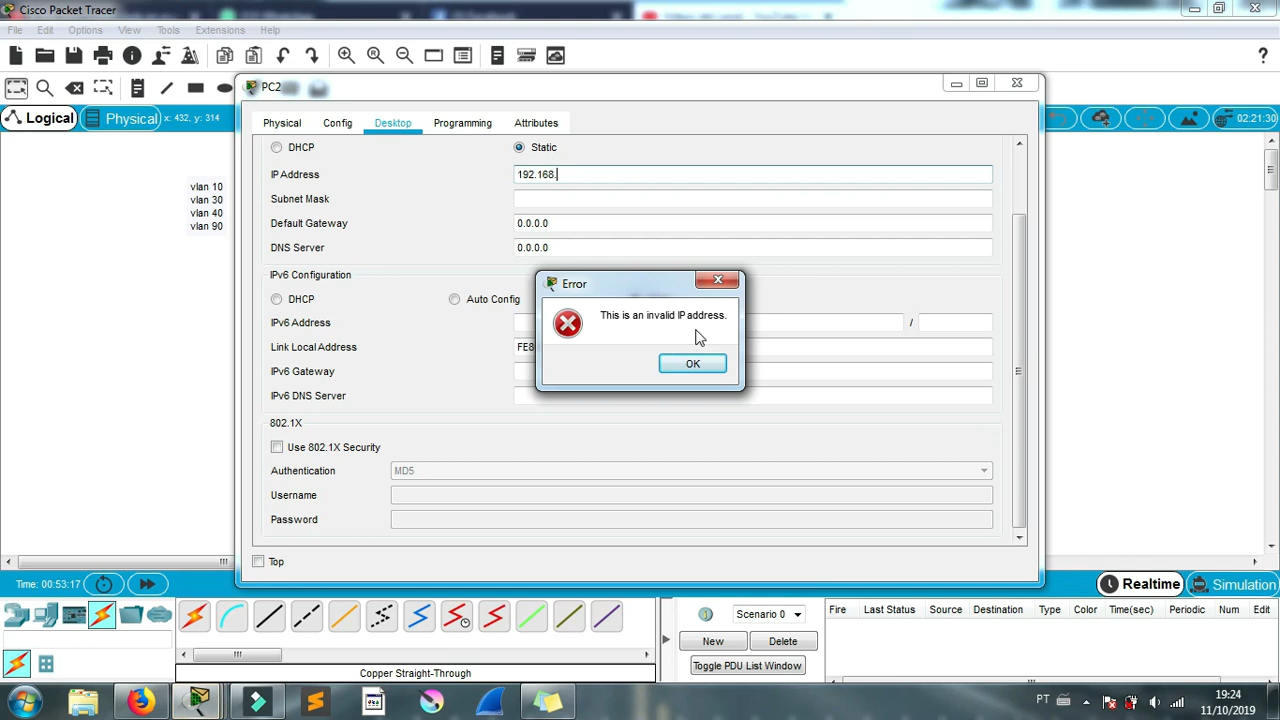 Cisco Packet Tracer
File Edit Options View Tools Extensions Help
PC2
Logical Physical x: 432, y: 314 02:21:30
Physical Config Desktop Programming Attributes
DHCP Static
IP Address 192.168.
Subnet Mask
Default Gateway 0.0.0.0
DNS Server 0.0.0.0
vlan 10
vlan 30
vlan 40
vlan 90
IPv6 Configuration
DHCP Auto Config
IPv6 Address /
Link Local Address
IPv6 Gateway
IPv6 DNS Server
Error
This is an invalid IP address.
OK
802.1X
Use 802.1X Security
Authentication MD5
Username
Password
Top
Time: 00:53:17 Realtime Simulation
Scenario 0
New Delete
Toggle PDU List Window
Fire Last Status Source Destination Type Color Time(sec) Periodic Num Edit
Copper Straight-Through
PT 19:24
11/10/2019